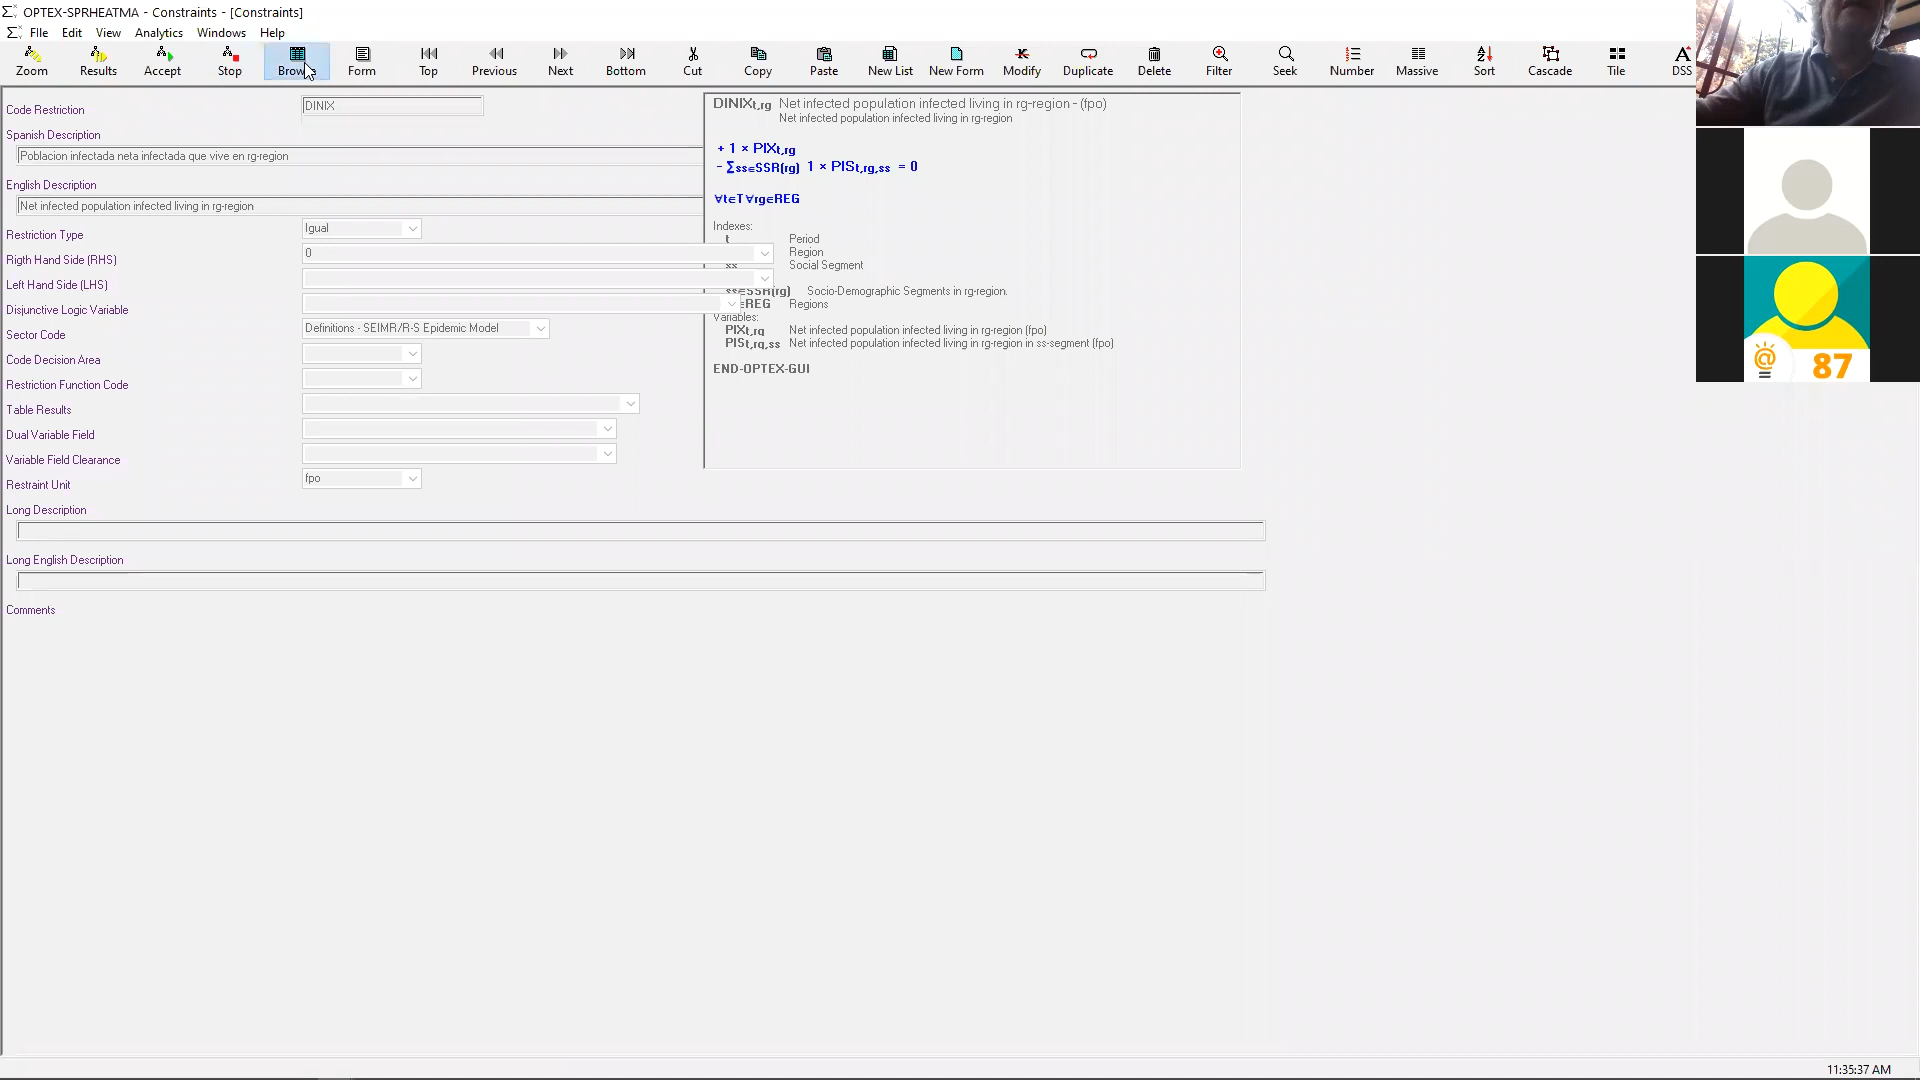 OPTEX-SPRHEATMA - Constraints - [Constraints]
FIle Edit View Analytics Windows Help
Zoom Results Accept Stop Form Top Previous Next Bottom Cut Copy Paste New List New Form Modify Duplicate Delete Filter Seek Number Massive Sort Cascade Tile DSS
Code Restriction
DINIX
Spanish Description
Poblacion infectada neta infectada que vive en rg-region
English Description
Net infected population infected living in rg-region
Restriction Type
Igual
Rigth Hand Side (RHS)
0
Left Hand Side (LHS)
Disjunctive Logic Variable
Sector Code
Definitions - SEIMR/R-S Epidemic Model
Code Decision Area
Restriction Function Code
Table Results
Dual Variable Field
Variable Field Clearance
Restraint Unit
fpo
Long Description
Long English Description
Comments
DINIXt,rg Net infected population infected living in rg-region - (fpo)
Net infected population infected living in rg-region
+ 1 × PIXt,rg
- ∑ss∈SSR(rg) 1 × PISt,rg,ss = 0
∀t∈T ∀rg∈REG
Indexes:
t Period
Region
ss Social Segment
ss∈SSR(rg) Socio-Demographic Segments in rg-region.
∈REG Regions
Variables:
PIXt,rg Net infected population infected living in rg-region (fpo)
PISt,rg,ss Net infected population infected living in rg-region in ss-segment (fpo)
END-OPTEX-GUI
@ 87
11:35:37 AM